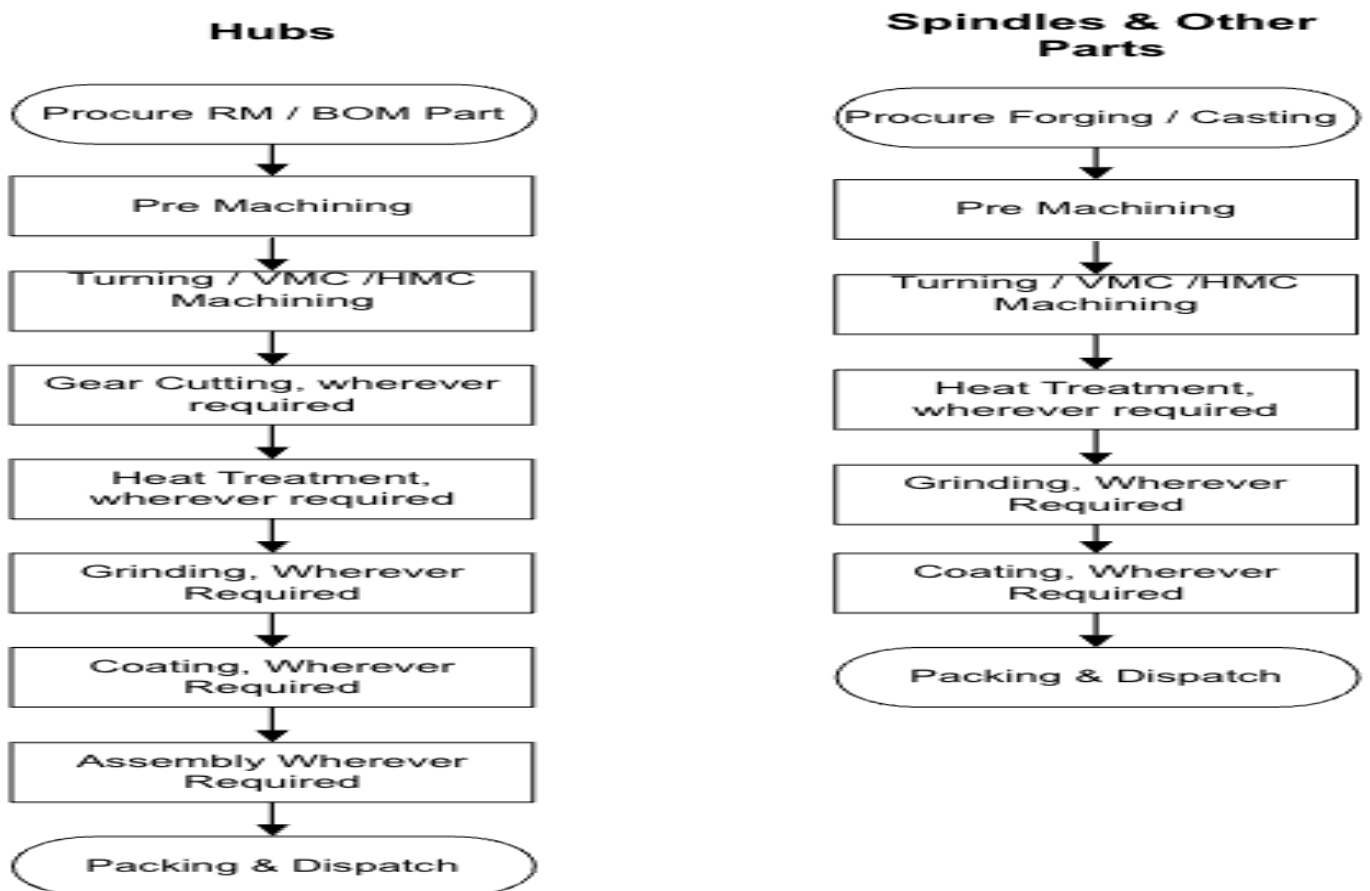 Hubs
Procure RM / BOM Part
Pre Machining
Turning / VMC /HMC
Machining
Gear Cutting, wherever
required
Heat Treatment,
wherever required
Grinding, Wherever
Required
Coating, Wherever
Required
Assembly Wherever
Required
Packing & Dispatch
Spindles & Other
Parts
Procure Forging / Casting
Pre Machining
Turning / VMC /HMC
Machining
Heat Treatment,
wherever required
Grinding, Wherever
Required
Coating, Wherever
Required
Packing & Dispatch